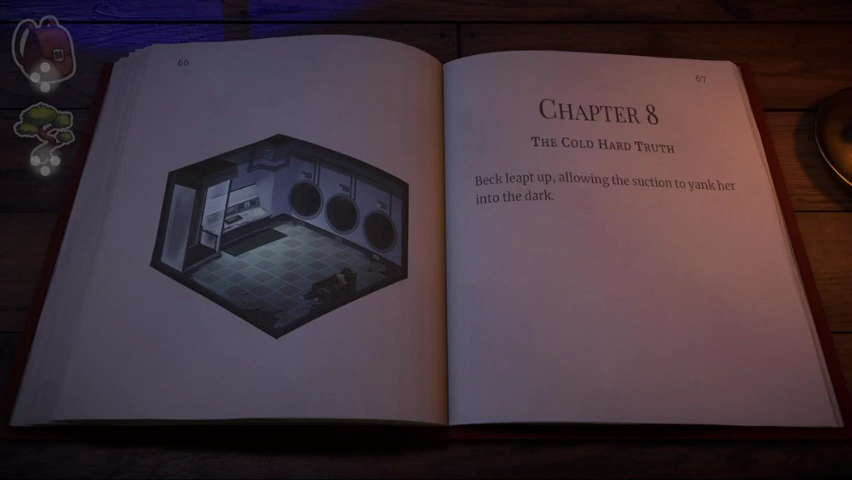 66
67
CHAPTER 8
THE COLD HARD TRUTH
Beck leapt up, allowing the suction to yank her
into the dark.